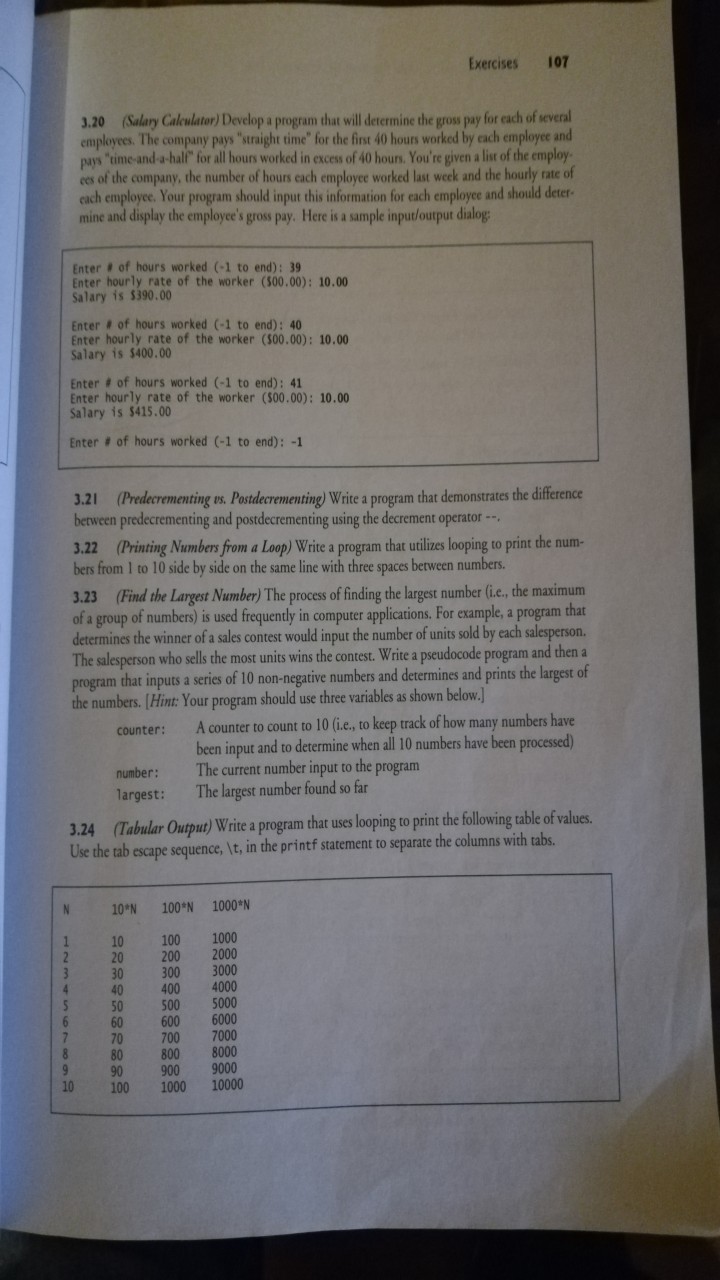 Exercises 107
3.20 (Salary Calculator) Develop a program that will determine the gross pay for each of several
employees. The company pays "straight time" for the first 40 hours worked by each employee and
pays "time-and-a-half" for all hours worked in excess of 40 hours. You're given a list of the employ-
ees of the company, the number of hours each employee worked last week and the hourly rate of
each employee. Your program should input this information for each employee and should deter-
mine and display the employee's gross pay. Here is a sample input/output dialog:
Enter # of hours worked (-1 to end): 39
Enter hourly rate of the worker ($00.00): 10.00
Salary is $390.00
Enter # of hours worked (-1 to end): 40
Enter hourly rate of the worker ($00.00): 10.00
Salary is $400.00
Enter # of hours worked (-1 to end): 41
Enter hourly rate of the worker ($00.00): 10.00
Salary is $415.00
Enter # of hours worked (-1 to end): -1
3.21 (Predecrementing vs. Postdecrementing) Write a program that demonstrates the difference
between predecrementing and postdecrementing using the decrement operator --.
3.22 (Printing Numbers from a Loop) Write a program that utilizes looping to print the num-
bers from 1 to 10 side by side on the same line with three spaces between numbers.
3.23 (Find the Largest Number) The process of finding the largest number (i.e., the maximum
of a group of numbers) is used frequently in computer applications. For example, a program that
determines the winner of a sales contest would input the number of units sold by each salesperson.
The salesperson who sells the most units wins the contest. Write a pseudocode program and then a
program that inputs a series of 10 non-negative numbers and determines and prints the largest of
the numbers. [Hint: Your program should use three variables as shown below.]
counter: A counter to count to 10 (i.e., to keep track of how many numbers have
been input and to determine when all 10 numbers have been processed)
number: The current number input to the program
largest: The largest number found so far
3.24 (Tabular Output) Write a program that uses looping to print the following table of values.
Use the tab escape sequence, \t, in the printf statement to separate the columns with tabs.
N 10*N 100*N 1000*N
1 10 100 1000
2 20 200 2000
3 30 300 3000
4 40 400 4000
5 50 500 5000
6 60 600 6000
7 70 700 7000
8 80 800 8000
9 90 900 9000
10 100 1000 10000